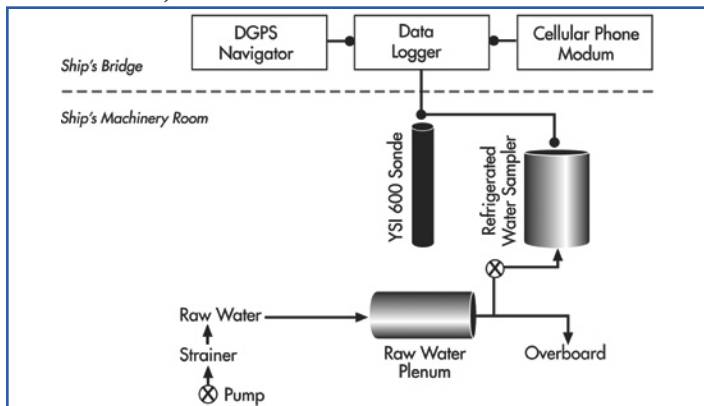 DGPS
Navigator
Data
Logger
Cellular Phone
Modum
Ship's Bridge
Ship's Machinery Room
YSI 600 Sonde
Refrigerated
Water Sampler
Raw Water
Strainer
Pump
Raw Water
Plenum
Overboard